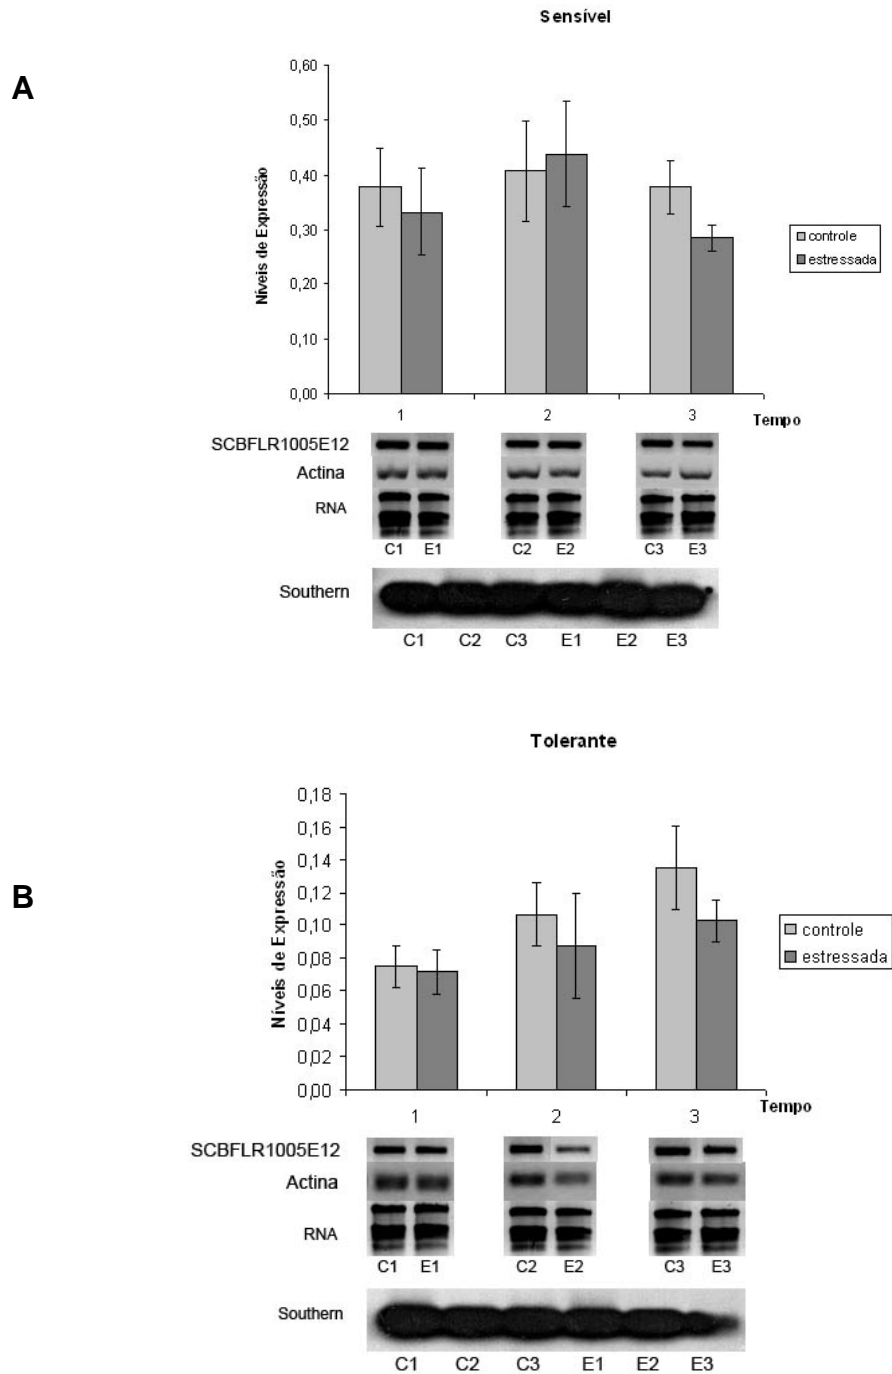 Sensível
A
0,60
0,50
0,40
0,30
0,20
0,10
0,00
Níveis de Expressão
controle
estressada
1 2 3 Tempo
SCBFLR1005E12
Actina
RNA
C1 E1 C2 E2 C3 E3
Southern
C1 C2 C3 E1 E2 E3
Tolerante
B
0,18
0,16
0,14
0,12
0,10
0,08
0,06
0,04
0,02
0,00
Níveis de Expressão
controle
estressada
1 2 3 Tempo
SCBFLR1005E12
Actina
RNA
C1 E1 C2 E2 C3 E3
Southern
C1 C2 C3 E1 E2 E3